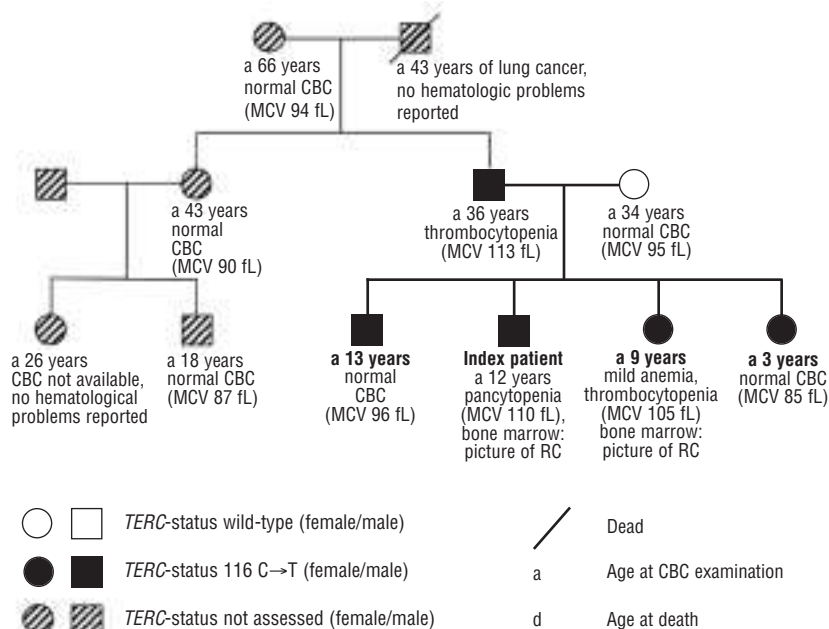 a 66 years
normal CBC
(MCV 94 fL)
a 43 years of lung cancer,
no hematologic problems
reported
a 43 years
normal
CBC
(MCV 90 fL)
a 36 years
thrombocytopenia
(MCV 113 fL)
a 34 years
normal CBC
(MCV 95 fL)
a 26 years
CBC not available,
no hematological
problems reported
a 18 years
normal CBC
(MCV 87 fL)
a 13 years
normal
CBC
(MCV 96 fL)
Index patient
a 12 years
pancytopenia
(MCV 110 fL),
bone marrow:
picture of RC
a 9 years
mild anemia,
thrombocytopenia
(MCV 105 fL)
bone marrow:
picture of RC
a 3 years
normal CBC
(MCV 85 fL)
TERC-status wild-type (female/male)
Dead
TERC-status 116 C→T (female/male)
a Age at CBC examination
TERC-status not assessed (female/male)
d Age at death